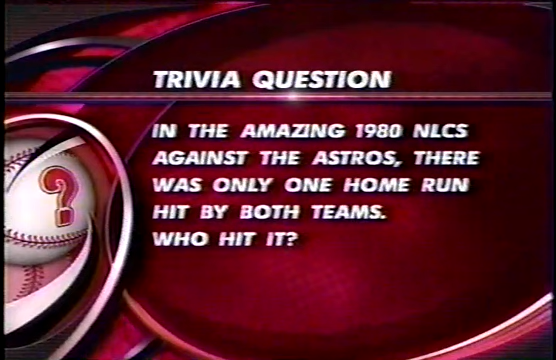 TRIVIA QUESTION
IN THE AMAZING 1980 NLCS
AGAINST THE ASTROS, THERE
WAS ONLY ONE HOME RUN
HIT BY BOTH TEAMS.
WHO HIT IT?
?